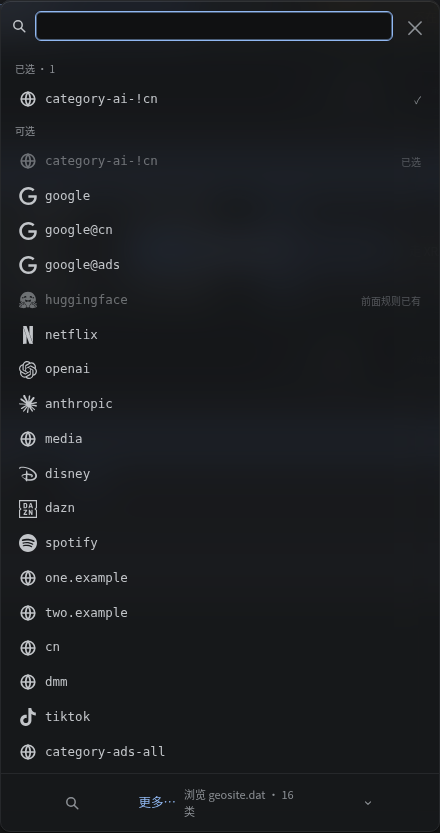 已选 · 1
category-ai-!cn ✓
可选
category-ai-!cn 已选
google
google@cn
google@ads
huggingface 前面规则已有
netflix
openai
anthropic
media
disney
DAZN dazn
spotify
one.example
two.example
cn
dmm
tiktok
category-ads-all
更多… 浏览 geosite.dat · 16
类